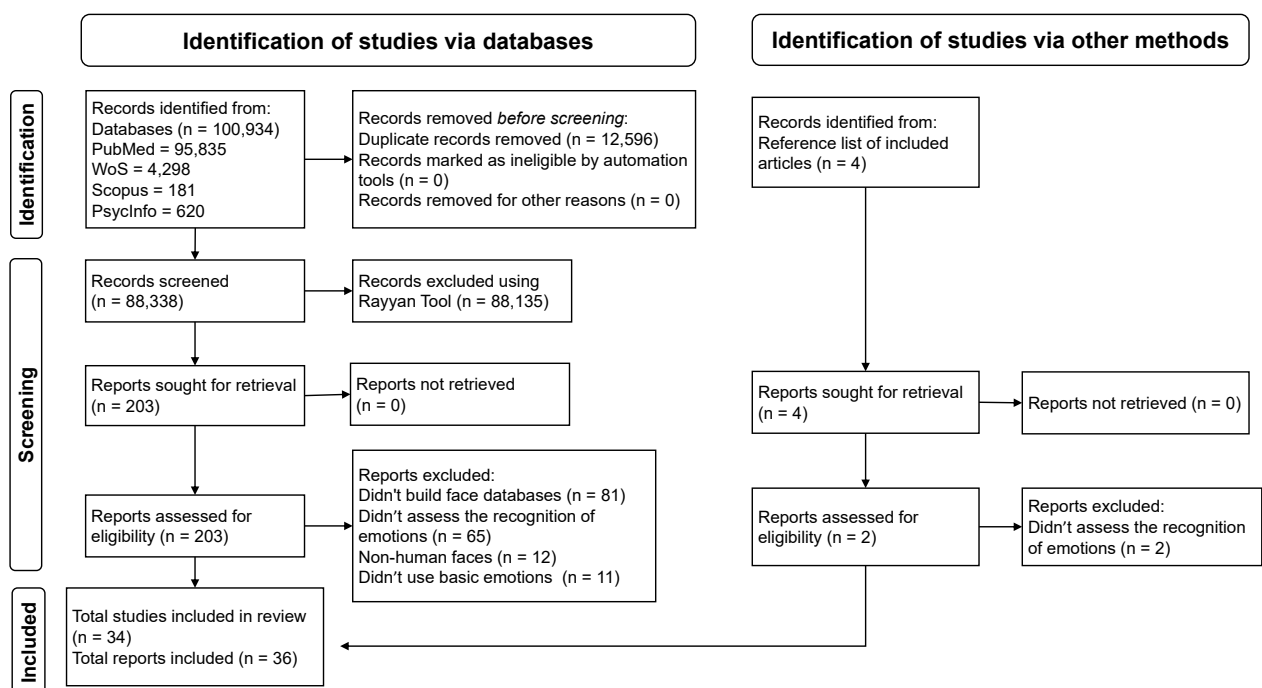 Identification of studies via databases
Identification of studies via other methods
Identification
Records identified from:
Databases (n = 100,934)
PubMed = 95,835
WoS = 4,298
Scopus = 181
PsycInfo = 620
Records removed before screening:
Duplicate records removed (n = 12,596)
Records marked as ineligible by automation
tools (n = 0)
Records removed for other reasons (n = 0)
Records identified from:
Reference list of included
articles (n = 4)
Screening
Records screened
(n = 88,338)
Records excluded using
Rayyan Tool (n = 88,135)
Reports sought for retrieval
(n = 203)
Reports not retrieved
(n = 0)
Reports sought for retrieval
(n = 4)
Reports not retrieved (n = 0)
Reports assessed for
eligibility (n = 203)
Reports excluded:
Didn't build face databases (n = 81)
Didn’t assess the recognition of
emotions (n = 65)
Non-human faces (n = 12)
Didn’t use basic emotions (n = 11)
Reports assessed for
eligibility (n = 2)
Reports excluded:
Didn’t assess the recognition
of emotions (n = 2)
Included
Total studies included in review
(n = 34)
Total reports included (n = 36)